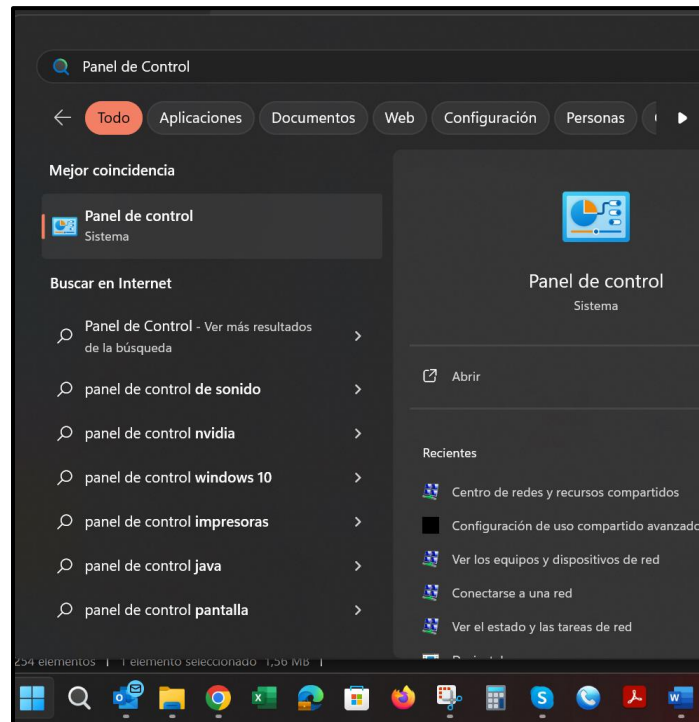 Panel de Control
Todo Aplicaciones Documentos Web Configuración Personas
Mejor coincidencia
Panel de control
Sistema
Buscar en Internet
Panel de Control - Ver más resultados
de la búsqueda
panel de control de sonido
panel de control nvidia
panel de control windows 10
panel de control impresoras
panel de control java
panel de control pantalla
Panel de control
Sistema
Abrir
Recientes
Centro de redes y recursos compartidos
Configuración de uso compartido avanzado
Ver los equipos y dispositivos de red
Conectarse a una red
Ver el estado y las tareas de red
254 elementos 1 elemento seleccionado 1,56 MB